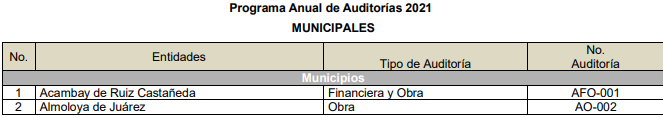 Programa Anual de Auditorías 2021
MUNICIPALES
No. Entidades Tipo de Auditoría No. Auditoría
Municipios
1 Acambay de Ruiz Castañeda Financiera y Obra AFO-001
2 Almoloya de Juárez Obra AO-002